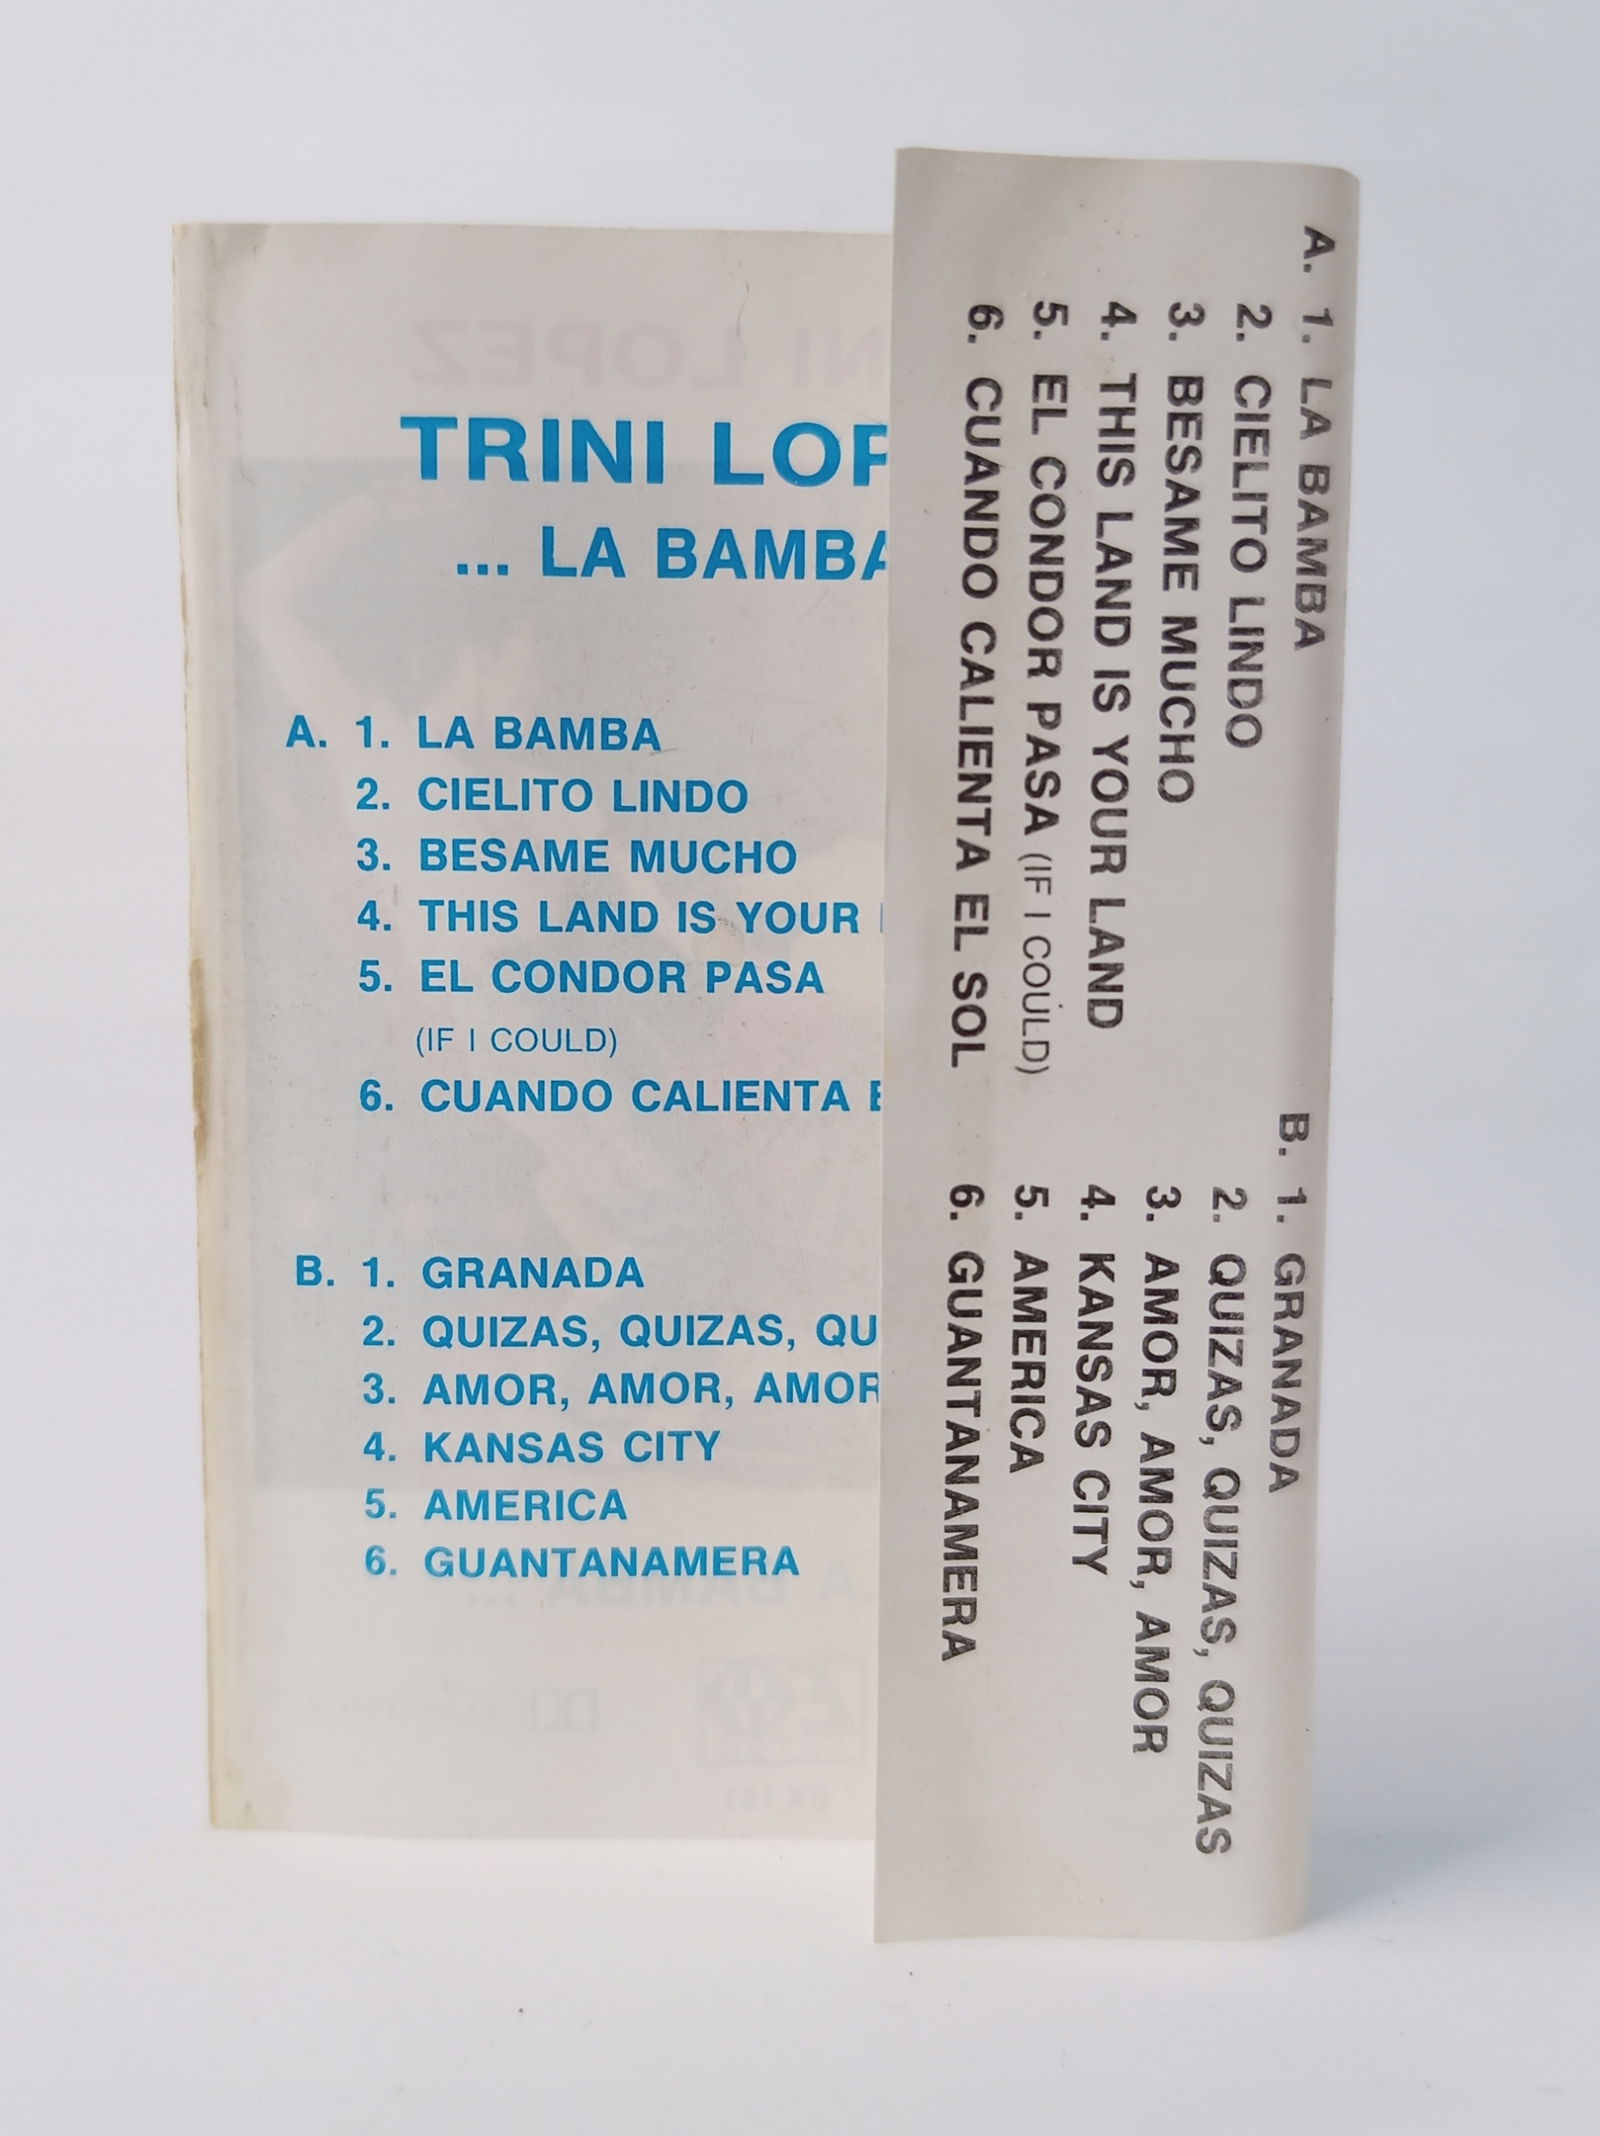 TRINI LOP
... LA BAMBA
A. 1. LA BAMBA
2. CIELITO LINDO
3. BESAME MUCHO
4. THIS LAND IS YOUR
5. EL CONDOR PASA
(IF I COULD)
6. CUANDO CALIENTA E
B. 1. GRANADA
2. QUIZAS, QUIZAS, QU
3. AMOR, AMOR, AMOR
4. KANSAS CITY
5. AMERICA
6. GUANTANAMERA
A. 1. LA BAMBA
2. CIELITO LINDO
3. BESAME MUCHO
4. THIS LAND IS YOUR LAND
5. EL CONDOR PASA (IF I COULD)
6. CUANDO CALIENTA EL SOL
B. 1. GRANADA
2. QUIZAS, QUIZAS, QUIZAS
3. AMOR, AMOR, AMOR
4. KANSAS CITY
5. AMERICA
6. GUANTANAMERA